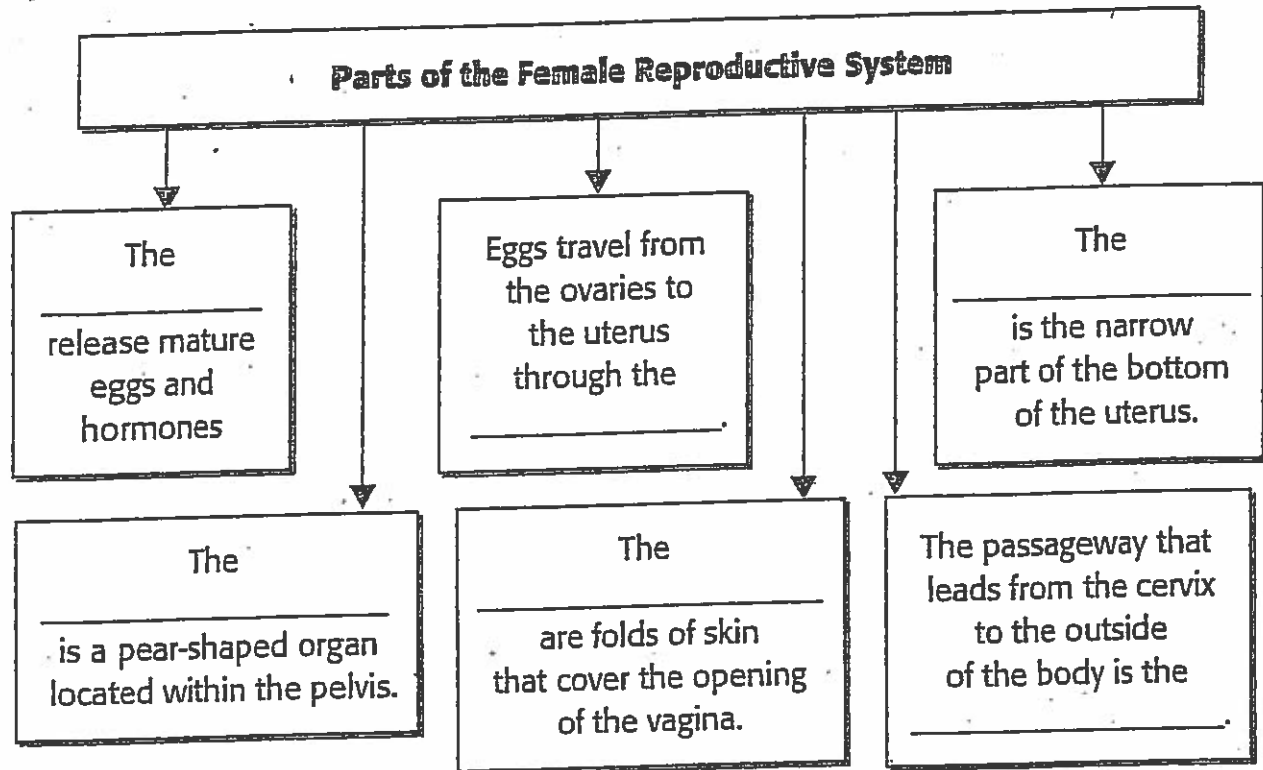 Parts of the Female Reproductive System
The
release mature
eggs and
hormones
Eggs travel from
the ovaries to
the uterus
through the
.
The
is the narrow
part of the bottom
of the uterus.
The
is a pear-shaped organ
located within the pelvis.
The
are folds of skin
that cover the opening
of the vagina.
The passageway that
leads from the cervix
to the outside
of the body is the
.